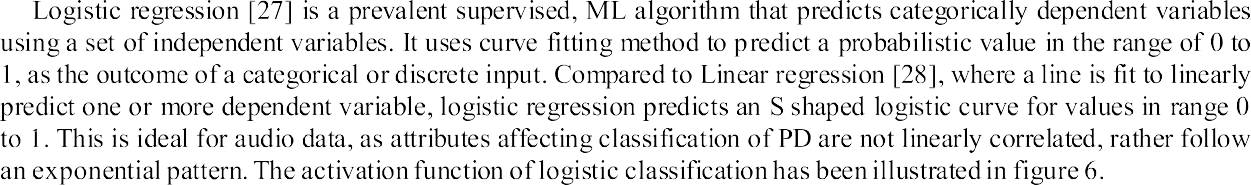 Logistic regression [27] is a prevalent supervised, ML algorithm that predicts categorically dependent variables
using a set of independent variables. It uses curve fitting method to predict a probabilistic value in the range of 0 to
1, as the outcome of a categorical or discrete input. Compared to Linear regression [28], where a line is fit to linearly
predict one or more dependent variable, logistic regression predicts an S shaped logistic curve for values in range 0
to 1. This is ideal for audio data, as attributes affecting classification of PD are not linearly correlated, rather follow
an exponential pattern. The activation function of logistic classification has been illustrated in figure 6.